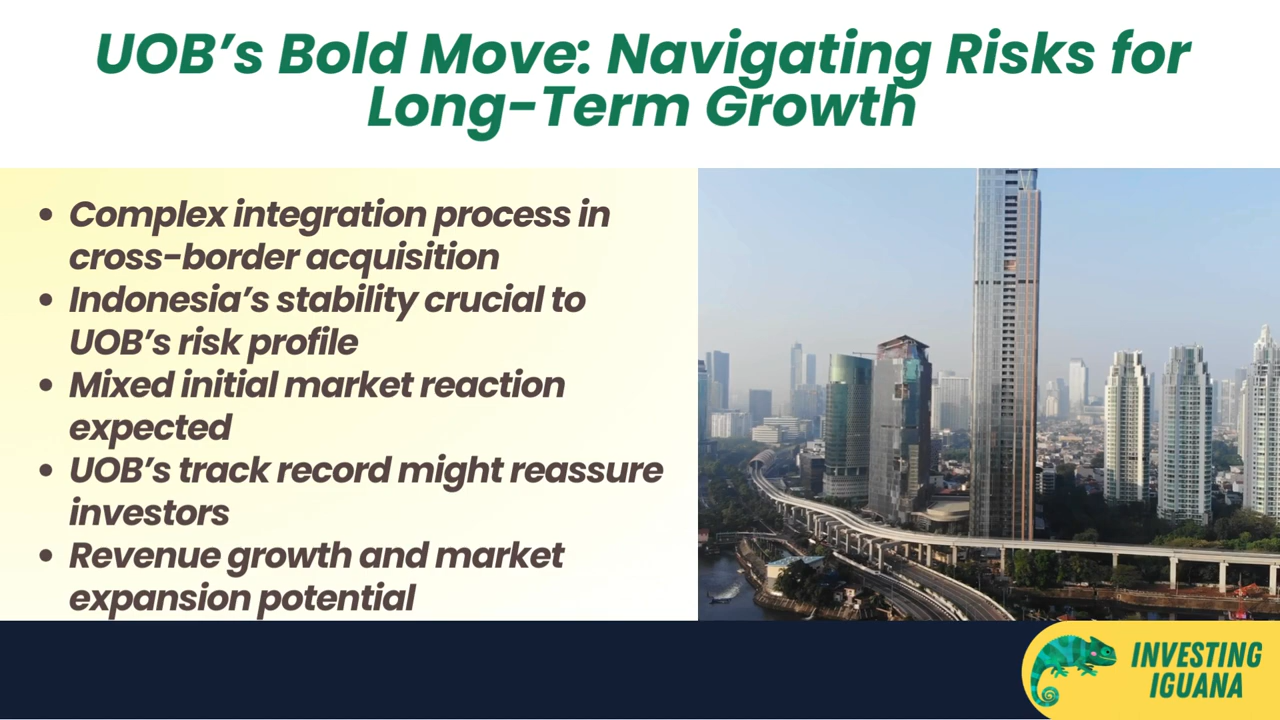 UOB’s Bold Move: Navigating Risks for
Long-Term Growth
• Complex integration process in
cross-border acquisition
• Indonesia’s stability crucial to
UOB’s risk profile
• Mixed initial market reaction
expected
• UOB’s track record might reassure
investors
• Revenue growth and market
expansion potential
INVESTING
IGUANA